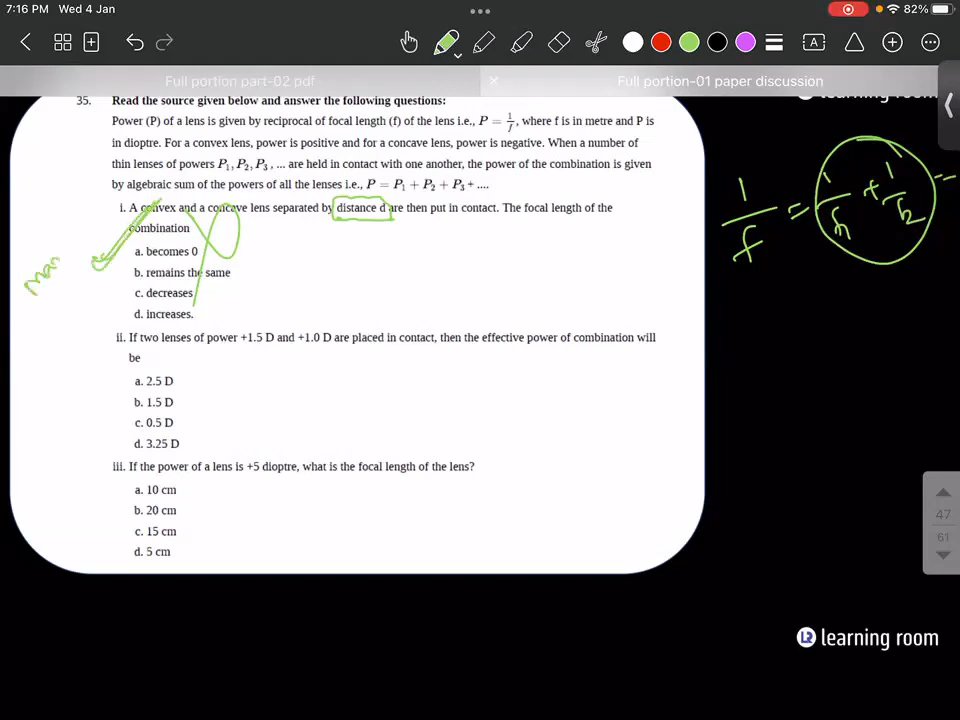 7:16 PM Wed 4 Jan
82%
Full portion part-02 pdf
Full portion-01 paper discussion
learning room
35. Read the source given below and answer the following questions:
Power (P) of a lens is given by reciprocal of focal length (f) of the lens i.e., P = 1/f, where f is in metre and P is
in dioptre. For a convex lens, power is positive and for a concave lens, power is negative. When a number of
thin lenses of powers P₁, P₂, P₃, ... are held in contact with one another, the power of the combination is given
by algebraic sum of the powers of all the lenses i.e., P = P₁ + P₂ + P₃ + ....
i. A convex and a concave lens separated by distance d are then put in contact. The focal length of the
combination
a. becomes 0
b. remains the same
c. decreases
d. increases.
ii. If two lenses of power +1.5 D and +1.0 D are placed in contact, then the effective power of combination will
be
a. 2.5 D
b. 1.5 D
c. 0.5 D
d. 3.25 D
iii. If the power of a lens is +5 dioptre, what is the focal length of the lens?
a. 10 cm
b. 20 cm
c. 15 cm
d. 5 cm
1/f = 1/f₁ + 1/f₂ --
47
61
learning room